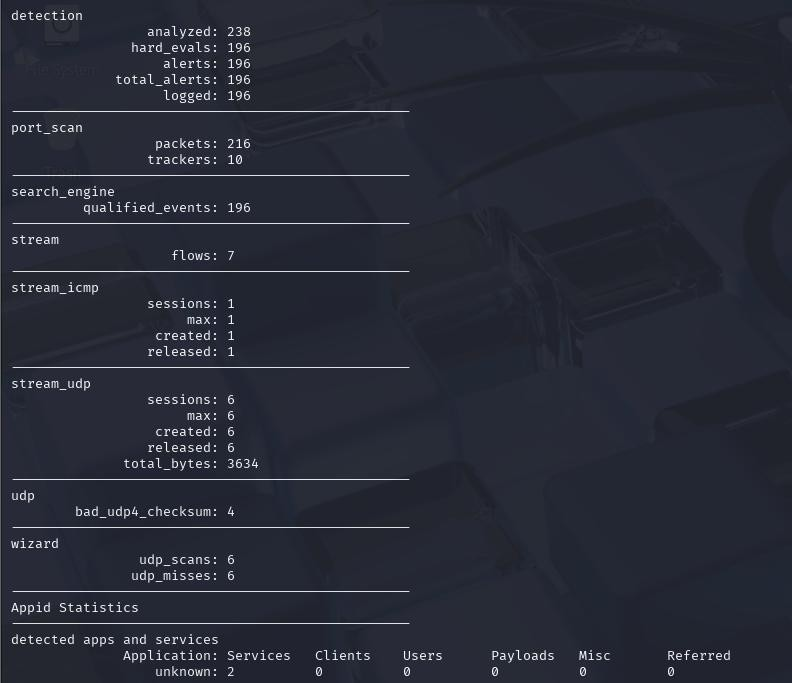 detection
analyzed: 238
hard_evals: 196
alerts: 196
total_alerts: 196
logged: 196
port_scan
packets: 216
trackers: 10
search_engine
qualified_events: 196
stream
flows: 7
stream_icmp
sessions: 1
max: 1
created: 1
released: 1
stream_udp
sessions: 6
max: 6
created: 6
released: 6
total_bytes: 3634
udp
bad_udp4_checksum: 4
wizard
udp_scans: 6
udp_misses: 6
Appid Statistics
detected apps and services
Application: Services Clients Users Payloads Misc Referred
unknown: 2 0 0 0 0 0
File System
Trash